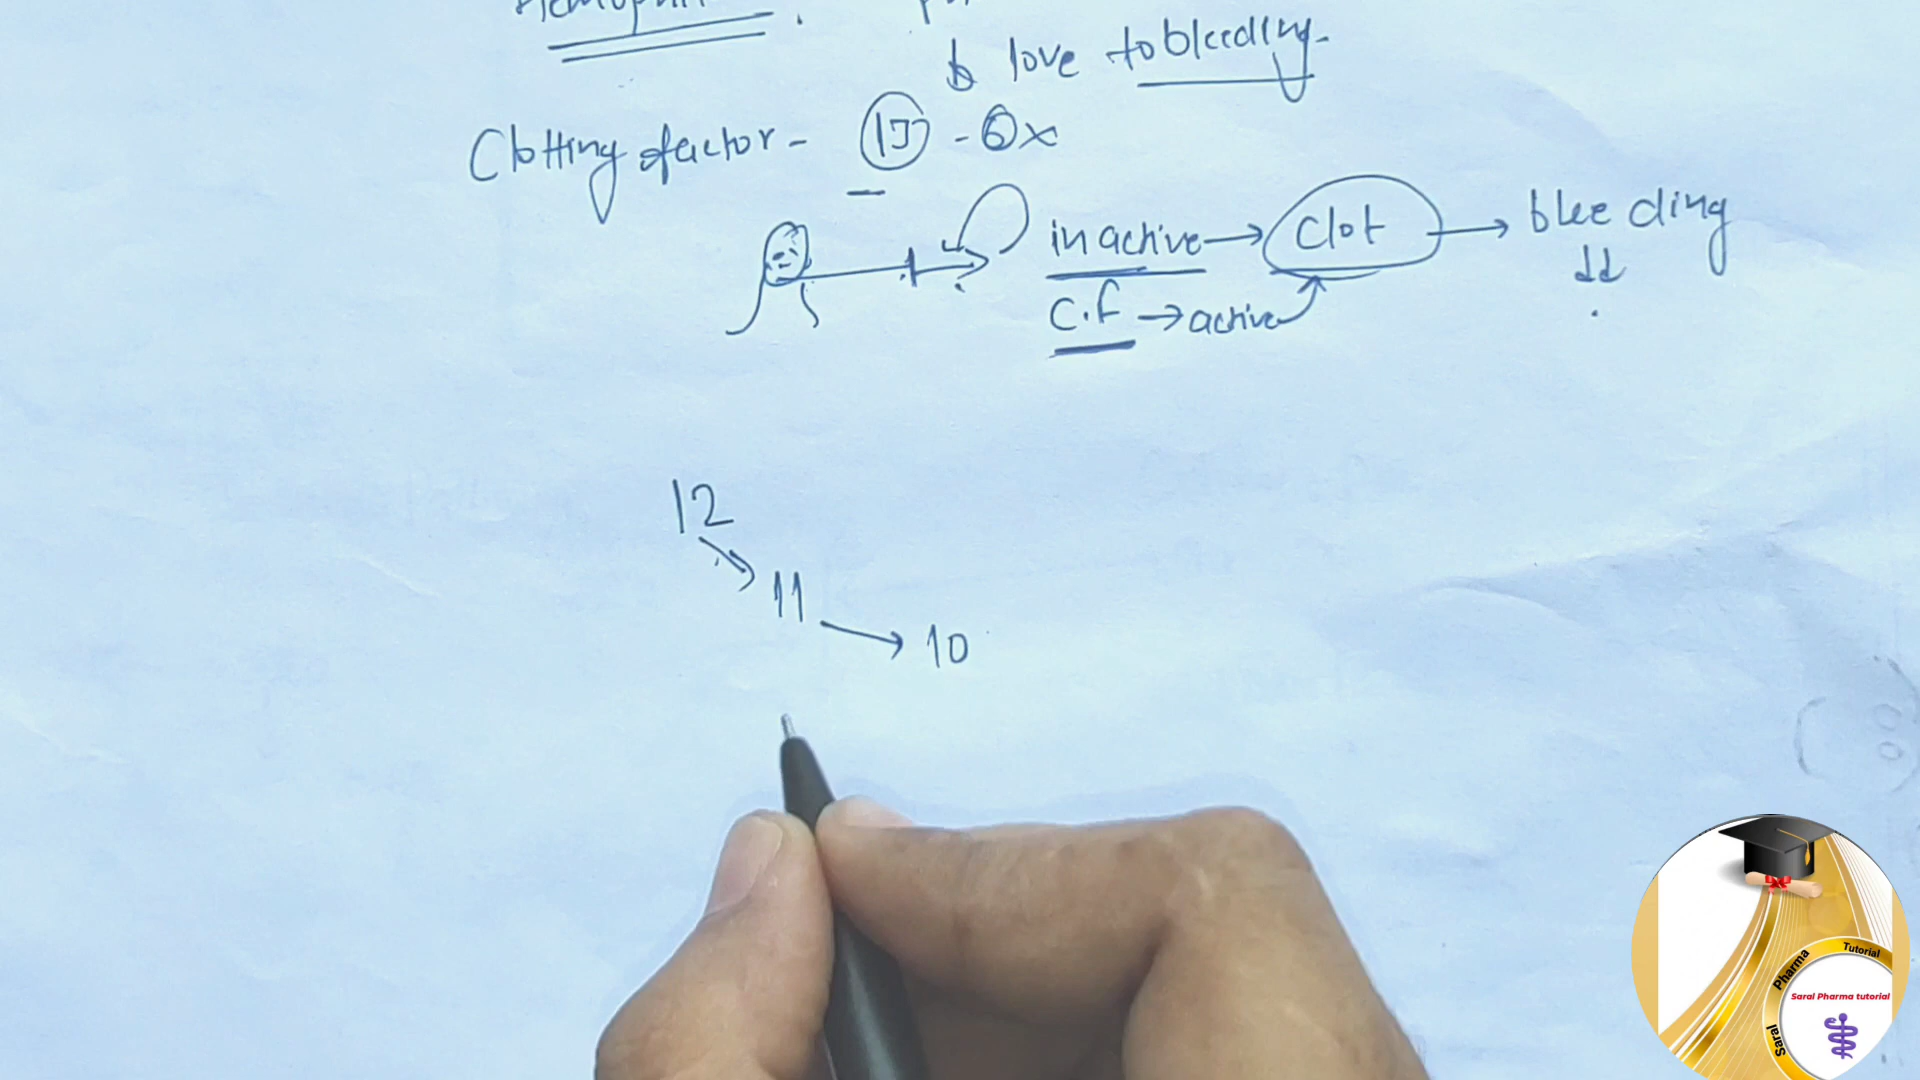 love to bleeding.
Clotting factor - 13 - 6x
inactive → Clot → bleeding
C.f → active
12
11 → 10
Saral Pharma Tutorial
Saral Pharma tutorial